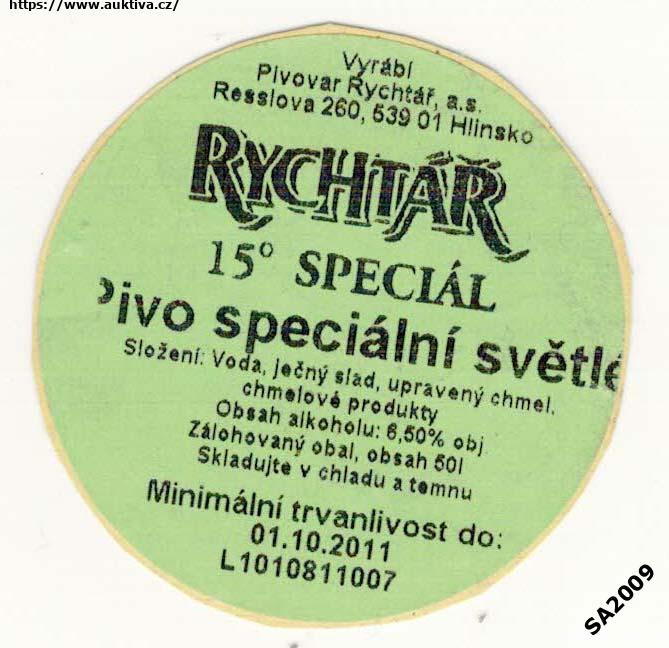 https://www.auktiva.cz/
Vyrábí
Pivovar Rychtář, a.s.
Resslova 260, 539 01 Hlinsko
RYCHTÁŘ
15° SPECIÁL
Pivo speciální světlé
Složení: Voda, ječný slad, upravený chmel,
chmelové produkty
Obsah alkoholu: 6,50% obj.
Zálohovaný obal, obsah 50l
Skladujte v chladu a temnu
Minimální trvanlivost do:
01.10.2011
L1010811007
SA2009